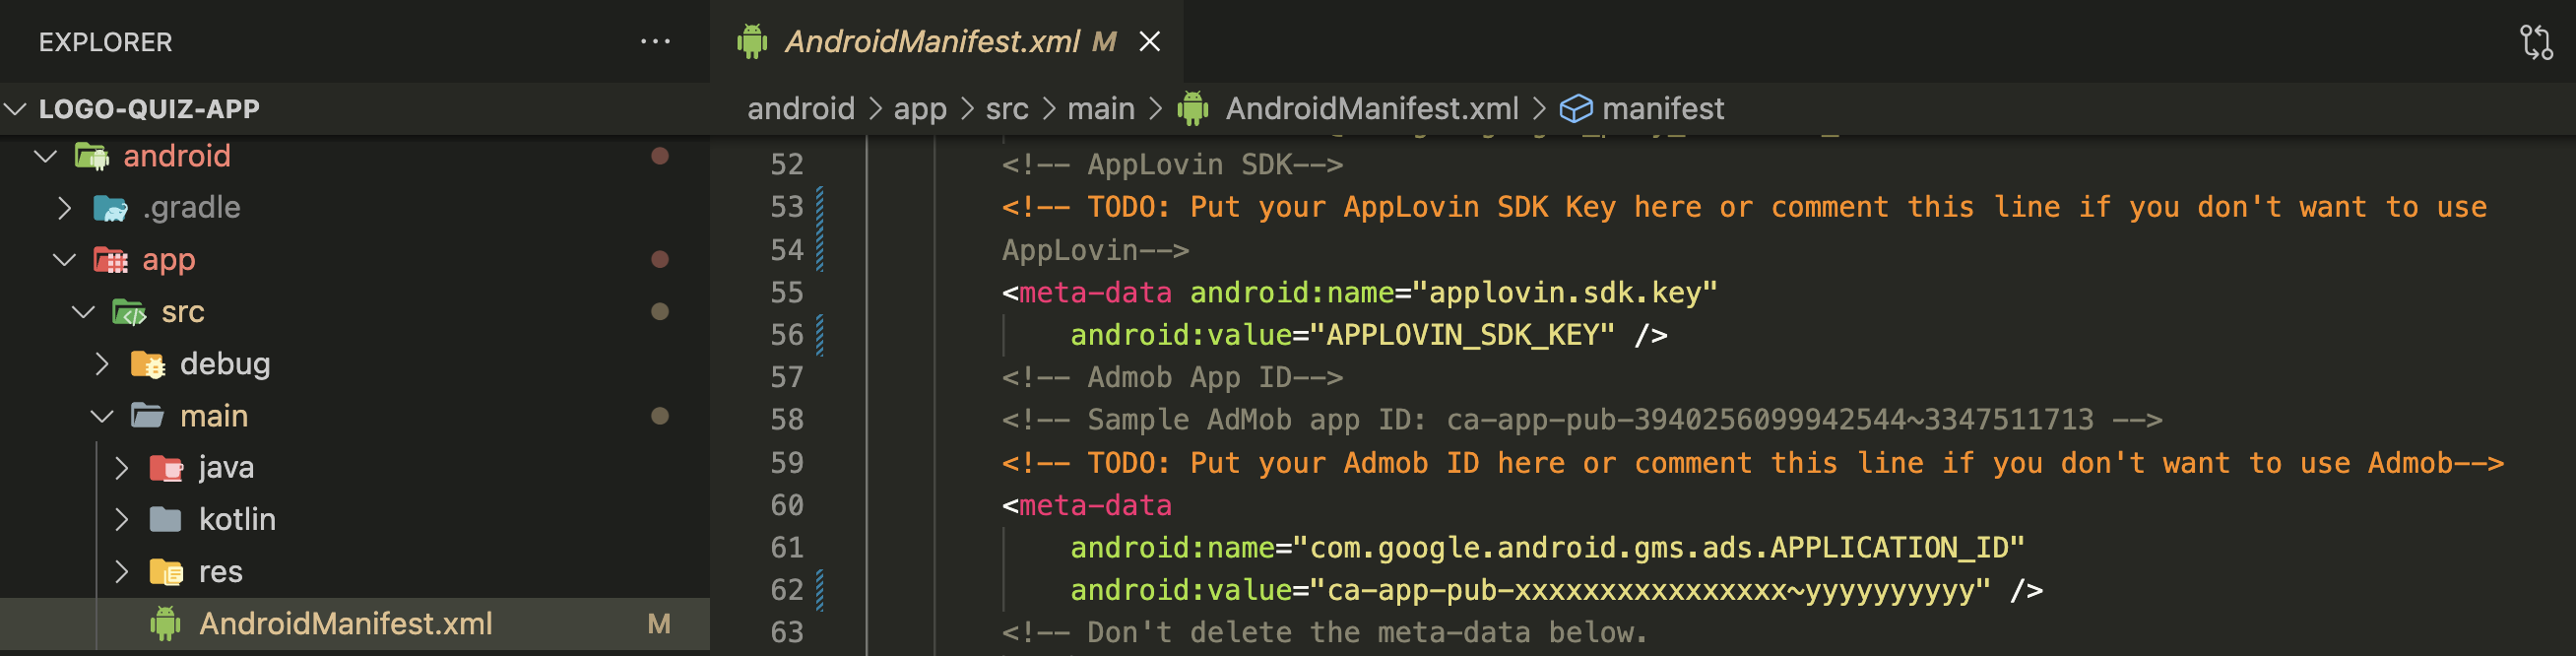 EXPLORER
···
LOGO-QUIZ-APP
android
.gradle
app
src
debug
main
java
kotlin
res
AndroidManifest.xml M
AndroidManifest.xml M
android > app > src > main > AndroidManifest.xml > manifest
52 <!-- AppLovin SDK-->
53 <!-- TODO: Put your AppLovin SDK Key here or comment this line if you don't want to use
54 AppLovin-->
55 <meta-data android:name="applovin.sdk.key"
56 android:value="APPLOVIN_SDK_KEY" />
57 <!-- Admob App ID-->
58 <!-- Sample AdMob app ID: ca-app-pub-3940256099942544~3347511713 -->
59 <!-- TODO: Put your Admob ID here or comment this line if you don't want to use Admob-->
60 <meta-data
61 android:name="com.google.android.gms.ads.APPLICATION_ID"
62 android:value="ca-app-pub-xxxxxxxxxxxxxxxx~yyyyyyyyyy" />
63 <!-- Don't delete the meta-data below.